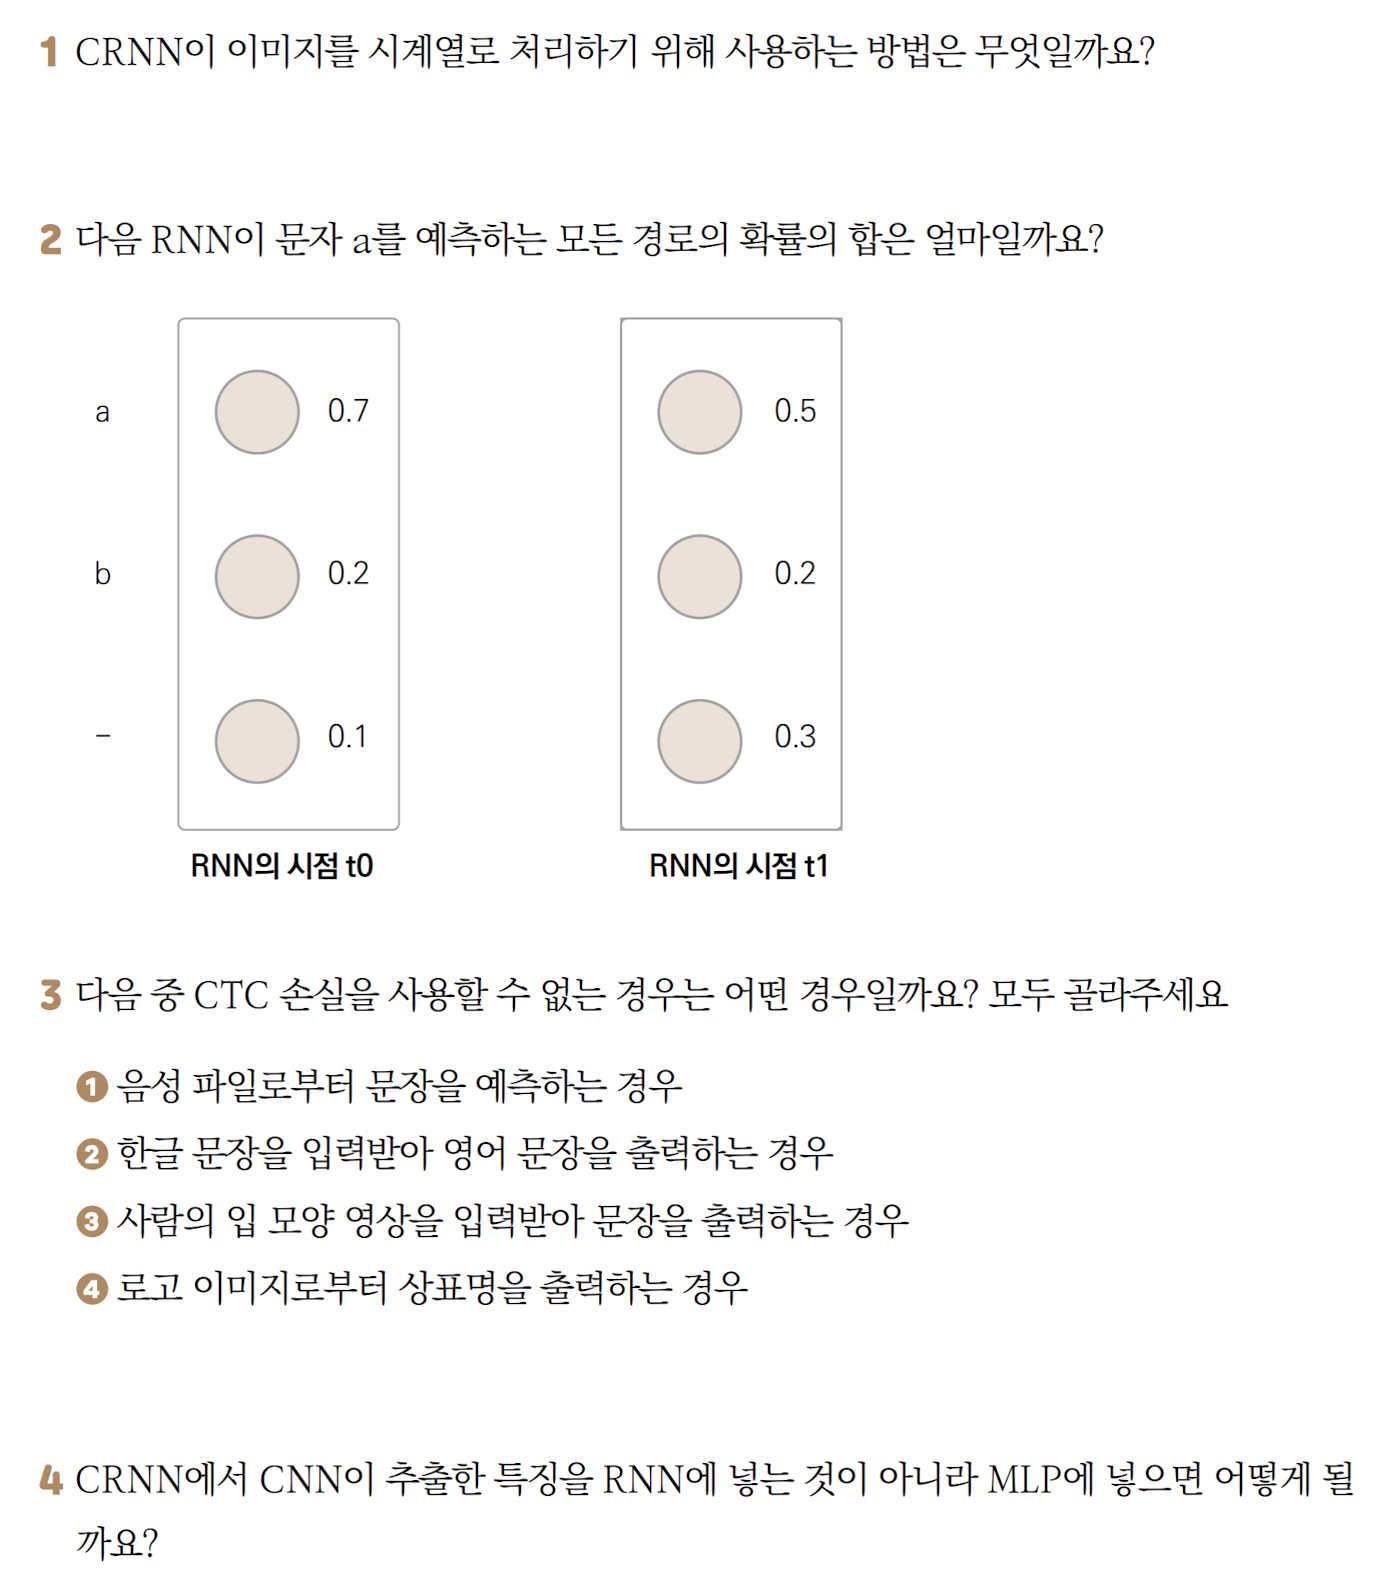 1 CRNN이 이미지를 시계열로 처리하기 위해 사용하는 방법은 무엇일까요?
2 다음 RNN이 문자 a를 예측하는 모든 경로의 확률의 합은 얼마일까요?
a 0.7 0.5
b 0.2 0.2
– 0.1 0.3
RNN의 시점 t0 RNN의 시점 t1
3 다음 중 CTC 손실을 사용할 수 없는 경우는 어떤 경우일까요? 모두 골라주세요
❶ 음성 파일로부터 문장을 예측하는 경우
❷ 한글 문장을 입력받아 영어 문장을 출력하는 경우
❸ 사람의 입 모양 영상을 입력받아 문장을 출력하는 경우
❹ 로고 이미지로부터 상표명을 출력하는 경우
4 CRNN에서 CNN이 추출한 특징을 RNN에 넣는 것이 아니라 MLP에 넣으면 어떻게 될
까요?